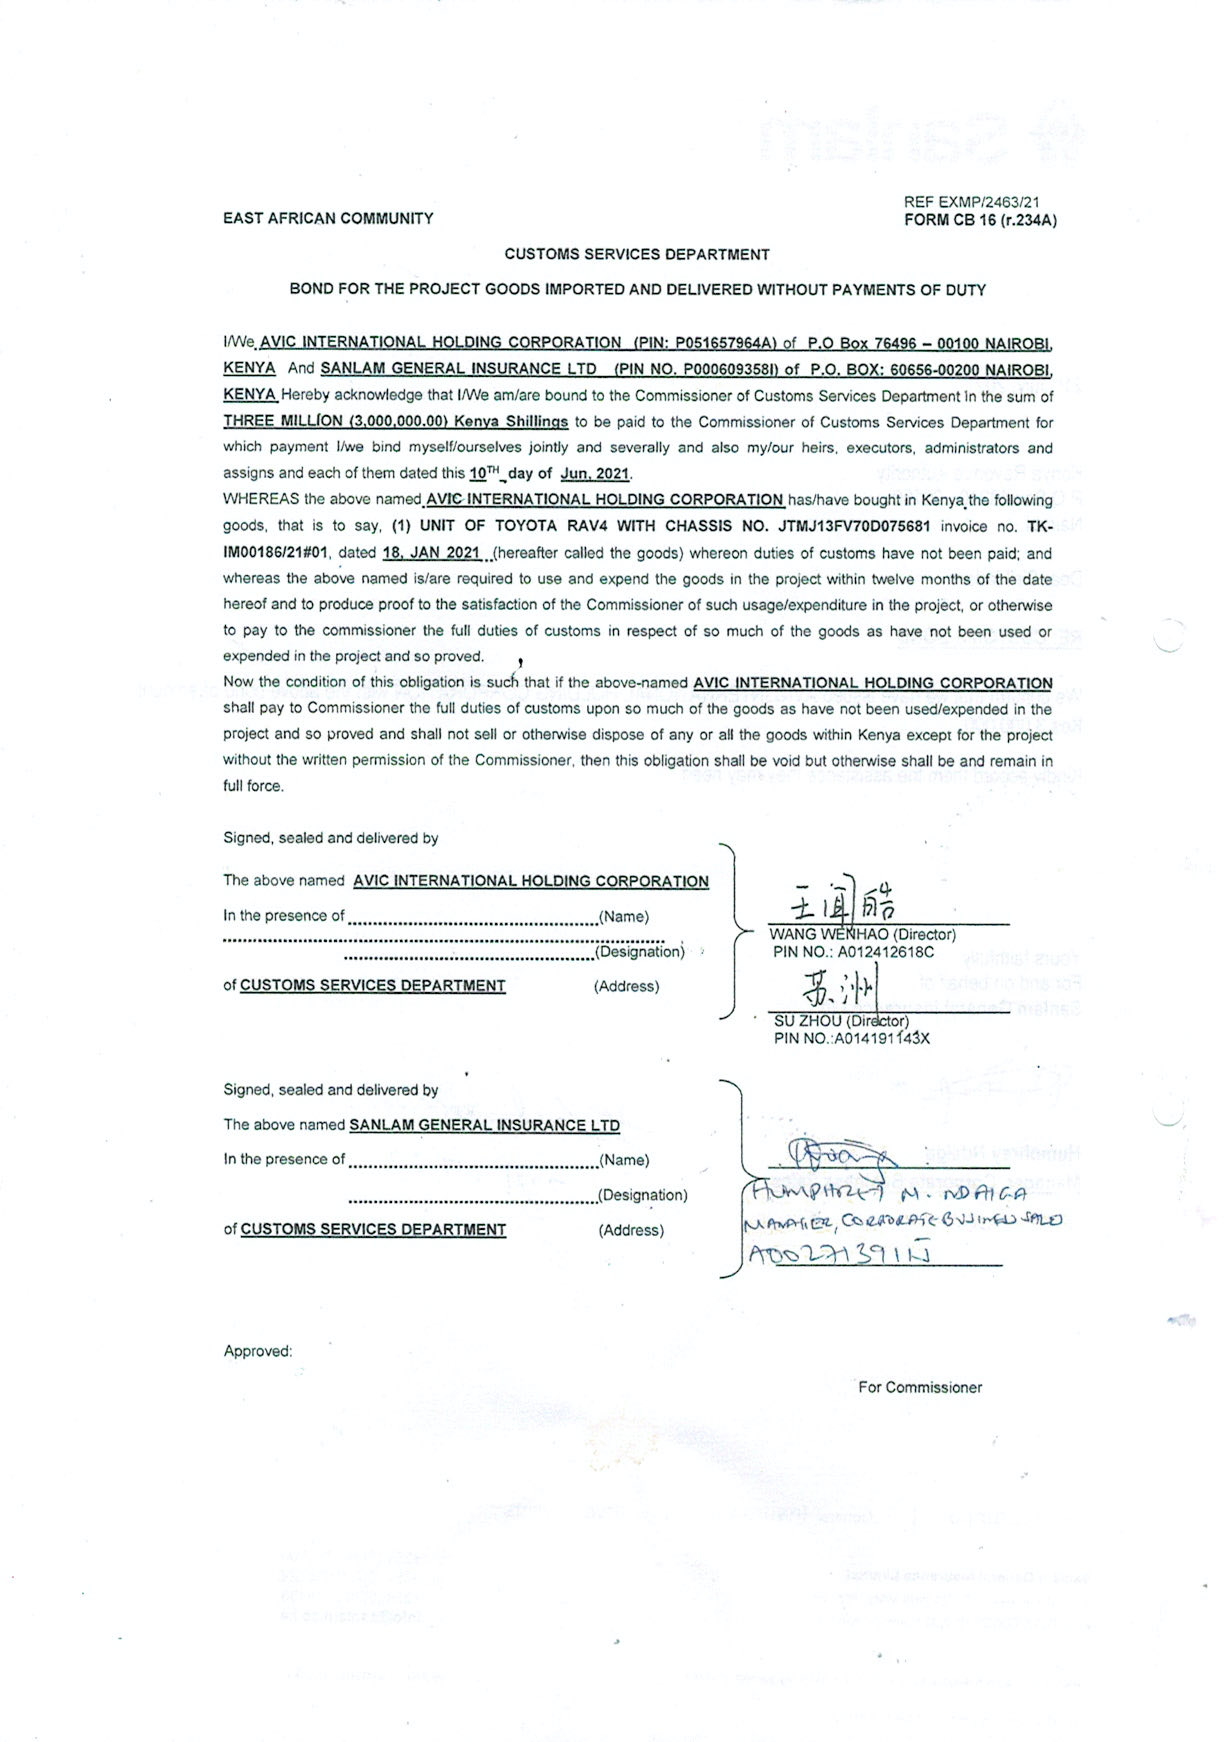 REF EXMP/2463/21
EAST AFRICAN COMMUNITY
FORM CB 16 (r.234A)
CUSTOMS SERVICES DEPARTMENT
BOND FOR THE PROJECT GOODS IMPORTED AND DELIVERED WITHOUT PAYMENTS OF DUTY
I/We AVIC INTERNATIONAL HOLDING CORPORATION (PIN: P051657964A) of P.O Box 76496 – 00100 NAIROBI,
KENYA And SANLAM GENERAL INSURANCE LTD (PIN NO. P000609358I) of P.O. BOX: 60656-00200 NAIROBI,
KENYA Hereby acknowledge that I/We am/are bound to the Commissioner of Customs Services Department in the sum of
THREE MILLION (3,000,000.00) Kenya Shillings to be paid to the Commissioner of Customs Services Department for
which payment I/we bind myself/ourselves jointly and severally and also my/our heirs, executors, administrators and
assigns and each of them dated this 10TH day of Jun, 2021.
WHEREAS the above named AVIC INTERNATIONAL HOLDING CORPORATION has/have bought in Kenya the following
goods, that is to say, (1) UNIT OF TOYOTA RAV4 WITH CHASSIS NO. JTMJ13FV70D075681 invoice no. TK-
IM00186/21#01, dated 18, JAN 2021 (hereafter called the goods) whereon duties of customs have not been paid; and
whereas the above named is/are required to use and expend the goods in the project within twelve months of the date
hereof and to produce proof to the satisfaction of the Commissioner of such usage/expenditure in the project, or otherwise
to pay to the commissioner the full duties of customs in respect of so much of the goods as have not been used or
expended in the project and so proved.
Now the condition of this obligation is such that if the above-named AVIC INTERNATIONAL HOLDING CORPORATION
shall pay to Commissioner the full duties of customs upon so much of the goods as have not been used/expended in the
project and so proved and shall not sell or otherwise dispose of any or all the goods within Kenya except for the project
without the written permission of the Commissioner, then this obligation shall be void but otherwise shall be and remain in
full force.
Signed, sealed and delivered by
The above named AVIC INTERNATIONAL HOLDING CORPORATION
In the presence of ........................................(Name)
........................................(Designation)
of CUSTOMS SERVICES DEPARTMENT (Address)
WANG WENHAO (Director)
PIN NO.: A012412618C
SU ZHOU (Director)
PIN NO.:A014191143X
Signed, sealed and delivered by
The above named SANLAM GENERAL INSURANCE LTD
In the presence of ........................................(Name)
........................................(Designation)
of CUSTOMS SERVICES DEPARTMENT (Address)
HUMPHREY M. NDAIGA
MANAGER, CORPORATE BUSINESS SALES
A002713911N
Approved:
For Commissioner